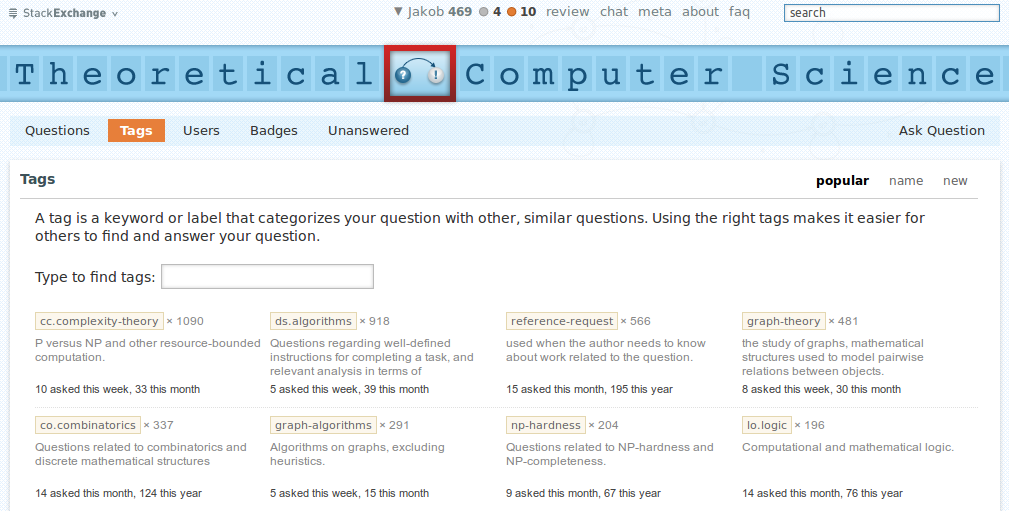 StackExchange
▼ Jakob 469 4 10 review chat meta about faq
search
Theoretical ? ! Computer Science
Questions Tags Users Badges Unanswered Ask Question
Tags popular name new
A tag is a keyword or label that categorizes your question with other, similar questions. Using the right tags makes it easier for
others to find and answer your question.
Type to find tags:
cc.complexity-theory × 1090
P versus NP and other resource-bounded
computation.
10 asked this week, 33 this month
ds.algorithms × 918
Questions regarding well-defined
instructions for completing a task, and
relevant analysis in terms of
5 asked this week, 39 this month
reference-request × 566
used when the author needs to know
about work related to the question.
15 asked this month, 195 this year
graph-theory × 481
the study of graphs, mathematical
structures used to model pairwise
relations between objects.
8 asked this week, 30 this month
co.combinatorics × 337
Questions related to combinatorics and
discrete mathematical structures
14 asked this month, 124 this year
graph-algorithms × 291
Algorithms on graphs, excluding
heuristics.
5 asked this week, 15 this month
np-hardness × 204
Questions related to NP-hardness and
NP-completeness.
9 asked this month, 67 this year
lo.logic × 196
Computational and mathematical logic.
14 asked this month, 76 this year